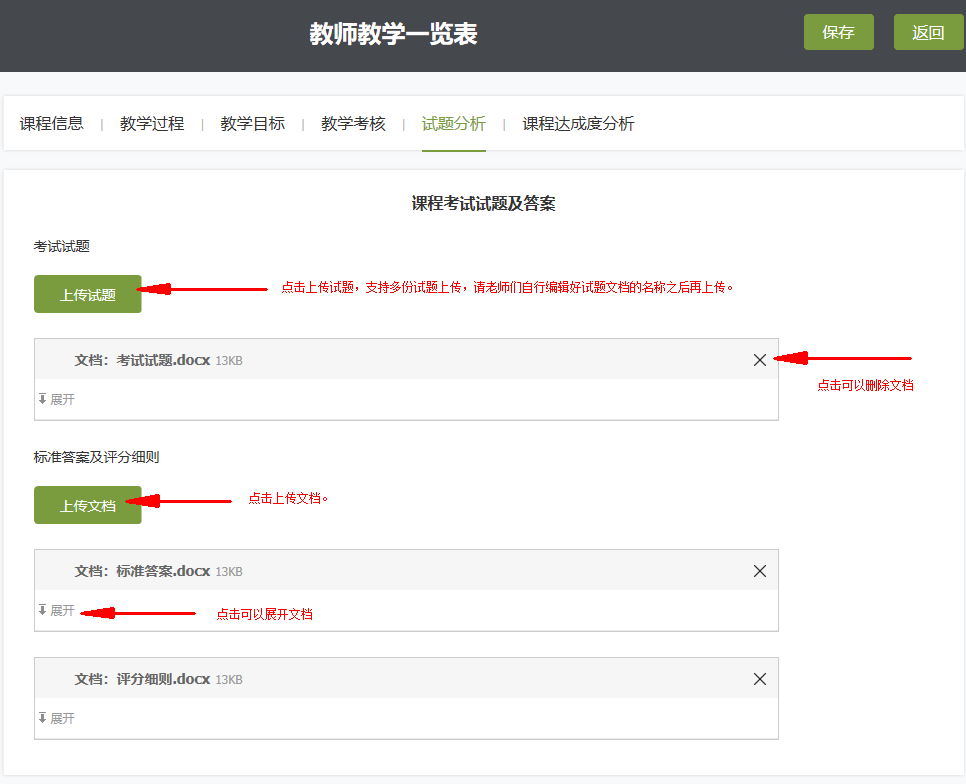 教师教学一览表
保存
返回
课程信息 | 教学过程 | 教学目标 | 教学考核 | 试题分析 | 课程达成度分析
课程考试试题及答案
考试试题
上传试题
点击上传试题，支持多份试题上传，请老师们自行编辑好试题文档的名称之后再上传。
文档：考试试题.docx 13KB
点击可以删除文档
展开
标准答案及评分细则
上传文档
点击上传文档。
文档：标准答案.docx 13KB
展开
点击可以展开文档
文档：评分细则.docx 13KB
展开